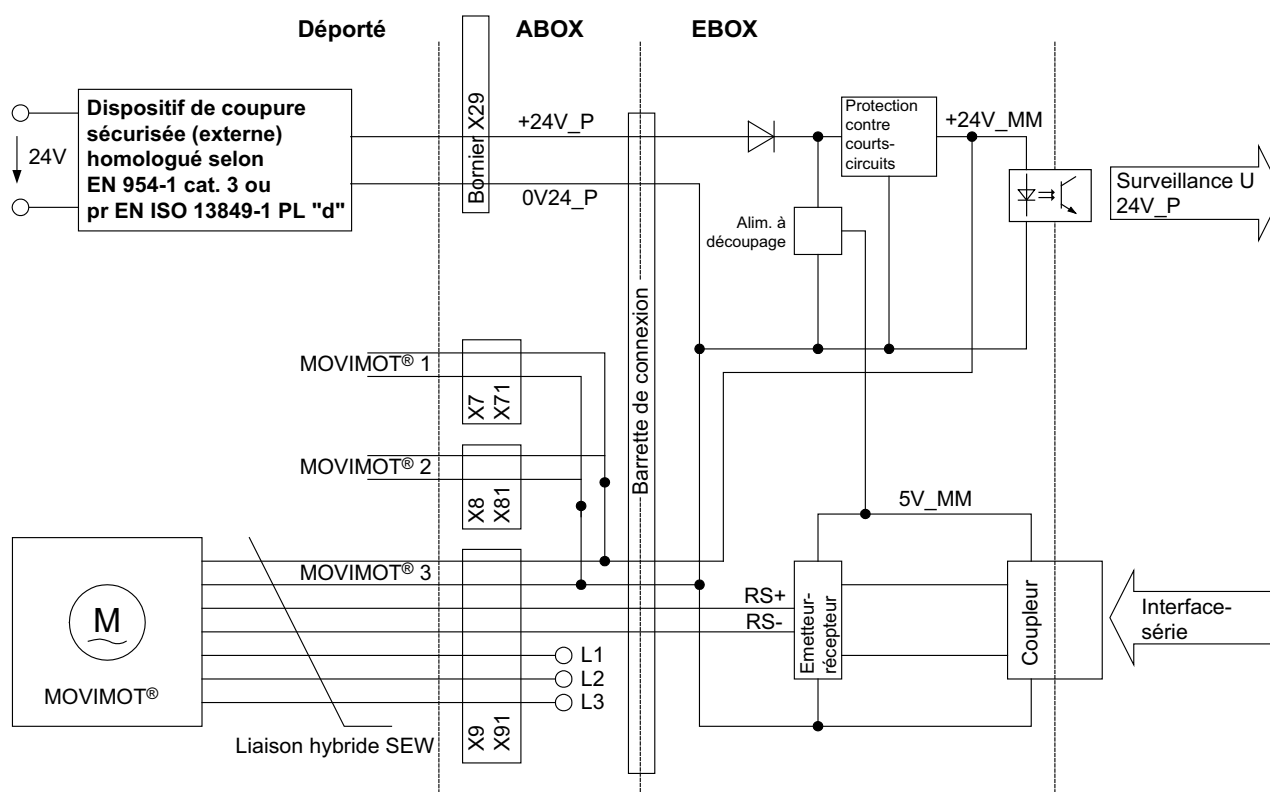 Déporté
ABOX
EBOX
Dispositif de coupure
sécurisée (externe)
homologué selon
EN 954-1 cat. 3 ou
pr EN ISO 13849-1 PL "d"
24V
Bornier X29
+24V_P
0V24_P
Protection
contre
courts-
circuits
+24V_MM
Surveillance U
24V_P
Alim. à
découpage
Barrette de connexion
MOVIMOT® 1
X7
X71
MOVIMOT® 2
X8
X81
5V_MM
MOVIMOT® 3
RS+
RS-
Emetteur-
récepteur
Coupleur
Interface-
série
M
MOVIMOT®
L1
L2
L3
X9
X91
Liaison hybride SEW